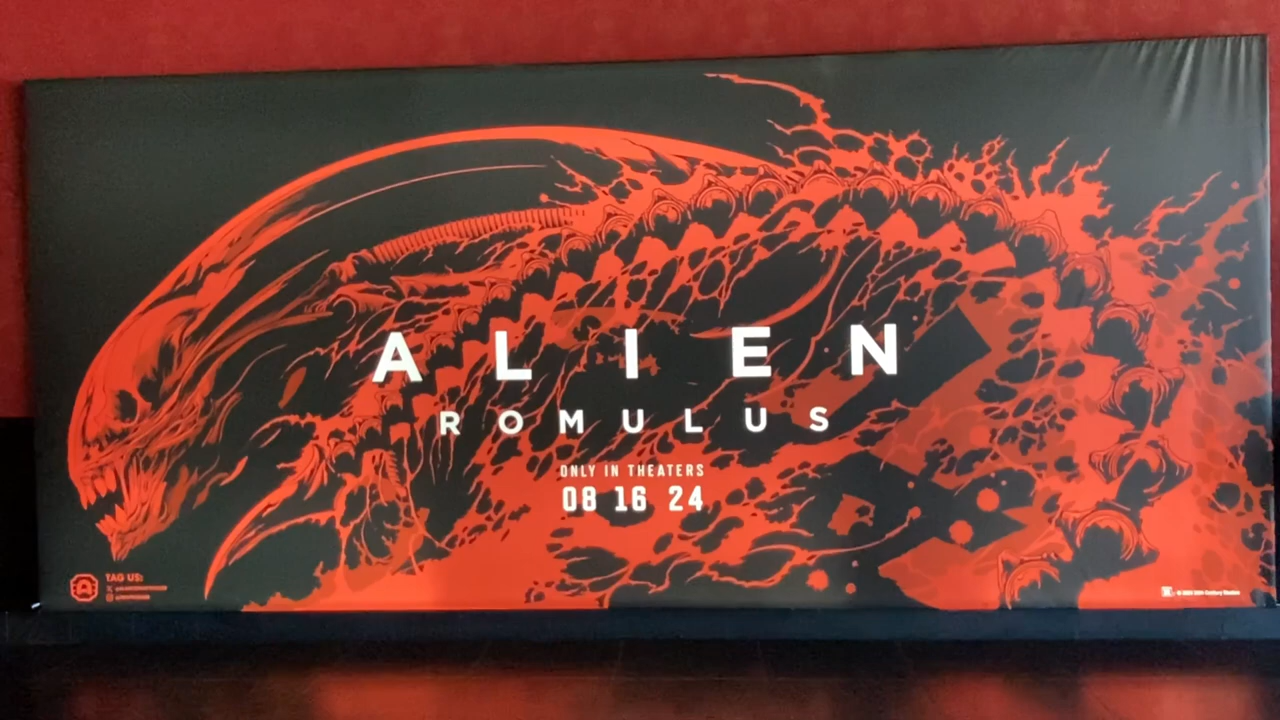 ALIEN
ROMULUS
ONLY IN THEATERS
08 16 24
TAG US:
R